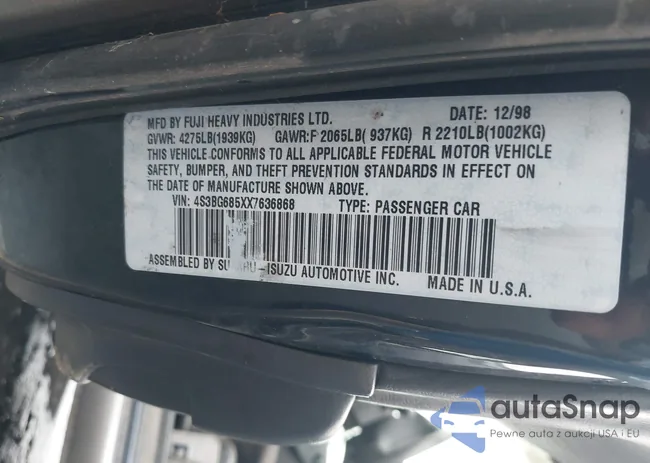 MFD BY FUJI HEAVY INDUSTRIES LTD. DATE: 12/98
GVWR: 4275LB(1939KG) GAWR:F 2065LB( 937KG) R 2210LB(1002KG)
THIS VEHICLE CONFORMS TO ALL APPLICABLE FEDERAL MOTOR VEHICLE
SAFETY, BUMPER, AND THEFT PREVENTION STANDARDS IN EFFECT ON
THE DATE OF MANUFACTURE SHOWN ABOVE.
VIN: 4S3BG685XX7636868 TYPE: PASSENGER CAR
ASSEMBLED BY ISUZU AUTOMOTIVE INC. MADE IN U.S.A.
autaSnap
Pewne auta z aukcji USA i EU